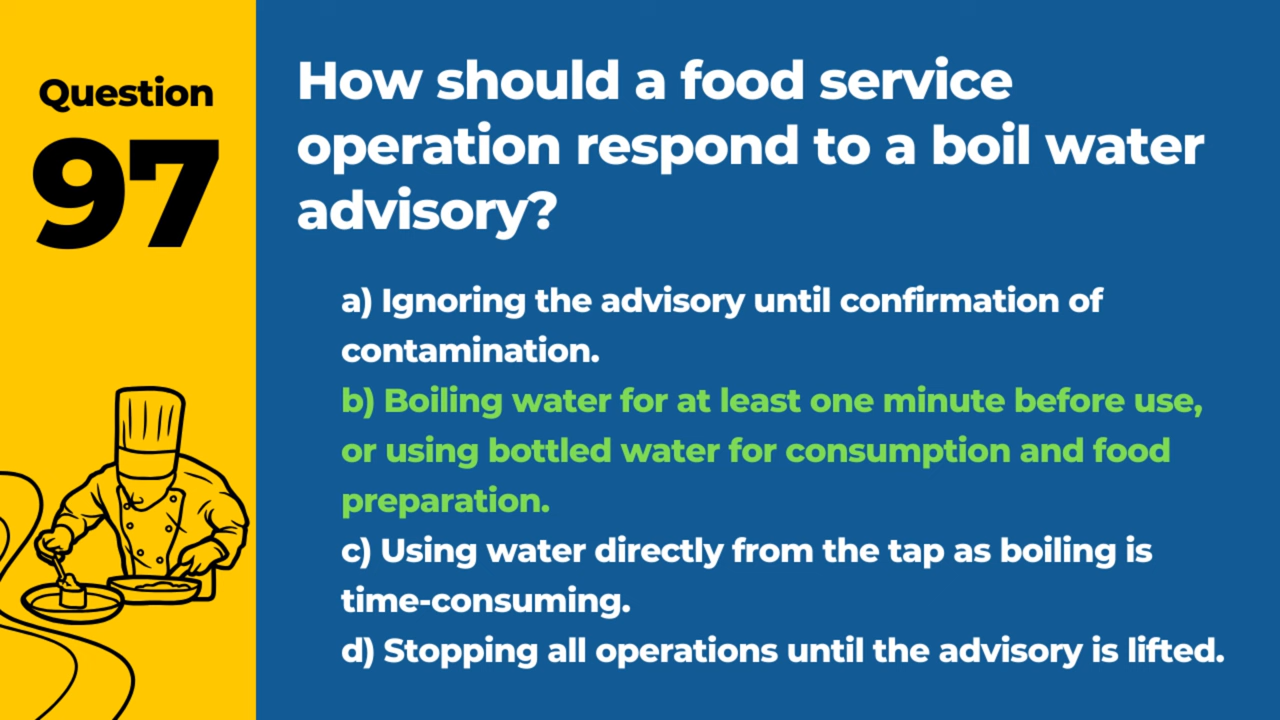 Question
97
How should a food service
operation respond to a boil water
advisory?
a) Ignoring the advisory until confirmation of
contamination.
b) Boiling water for at least one minute before use,
or using bottled water for consumption and food
preparation.
c) Using water directly from the tap as boiling is
time-consuming.
d) Stopping all operations until the advisory is lifted.